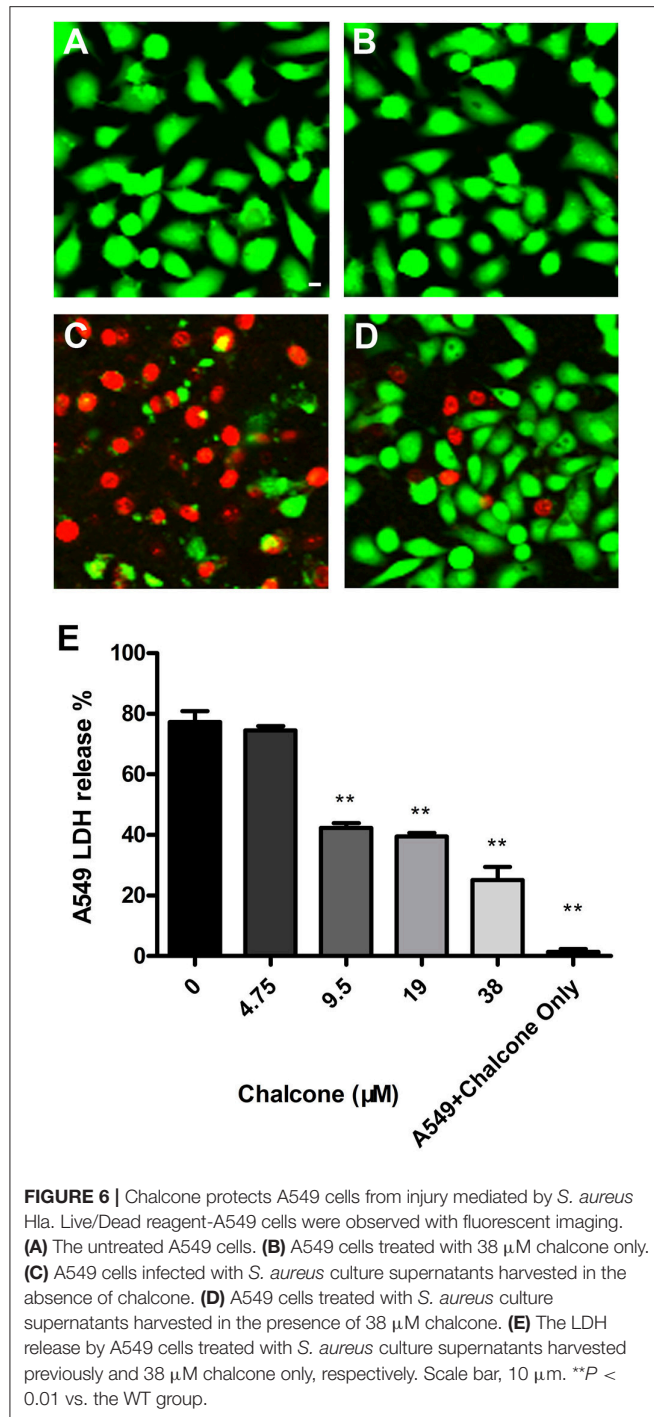 A
B
C
D
E
100
80
60
40
20
0
A549 LDH release %
**
**
**
**
0
4.75
9.5
19
38
A549+Chalcone Only
Chalcone (μM)
FIGURE 6 | Chalcone protects A549 cells from injury mediated by S. aureus
Hla. Live/Dead reagent-A549 cells were observed with fluorescent imaging.
(A) The untreated A549 cells. (B) A549 cells treated with 38 μM chalcone only.
(C) A549 cells infected with S. aureus culture supernatants harvested in the
absence of chalcone. (D) A549 cells treated with S. aureus culture
supernatants harvested in the presence of 38 μM chalcone. (E) The LDH
release by A549 cells treated with S. aureus culture supernatants harvested
previously and 38 μM chalcone only, respectively. Scale bar, 10 μm. **P <
0.01 vs. the WT group.